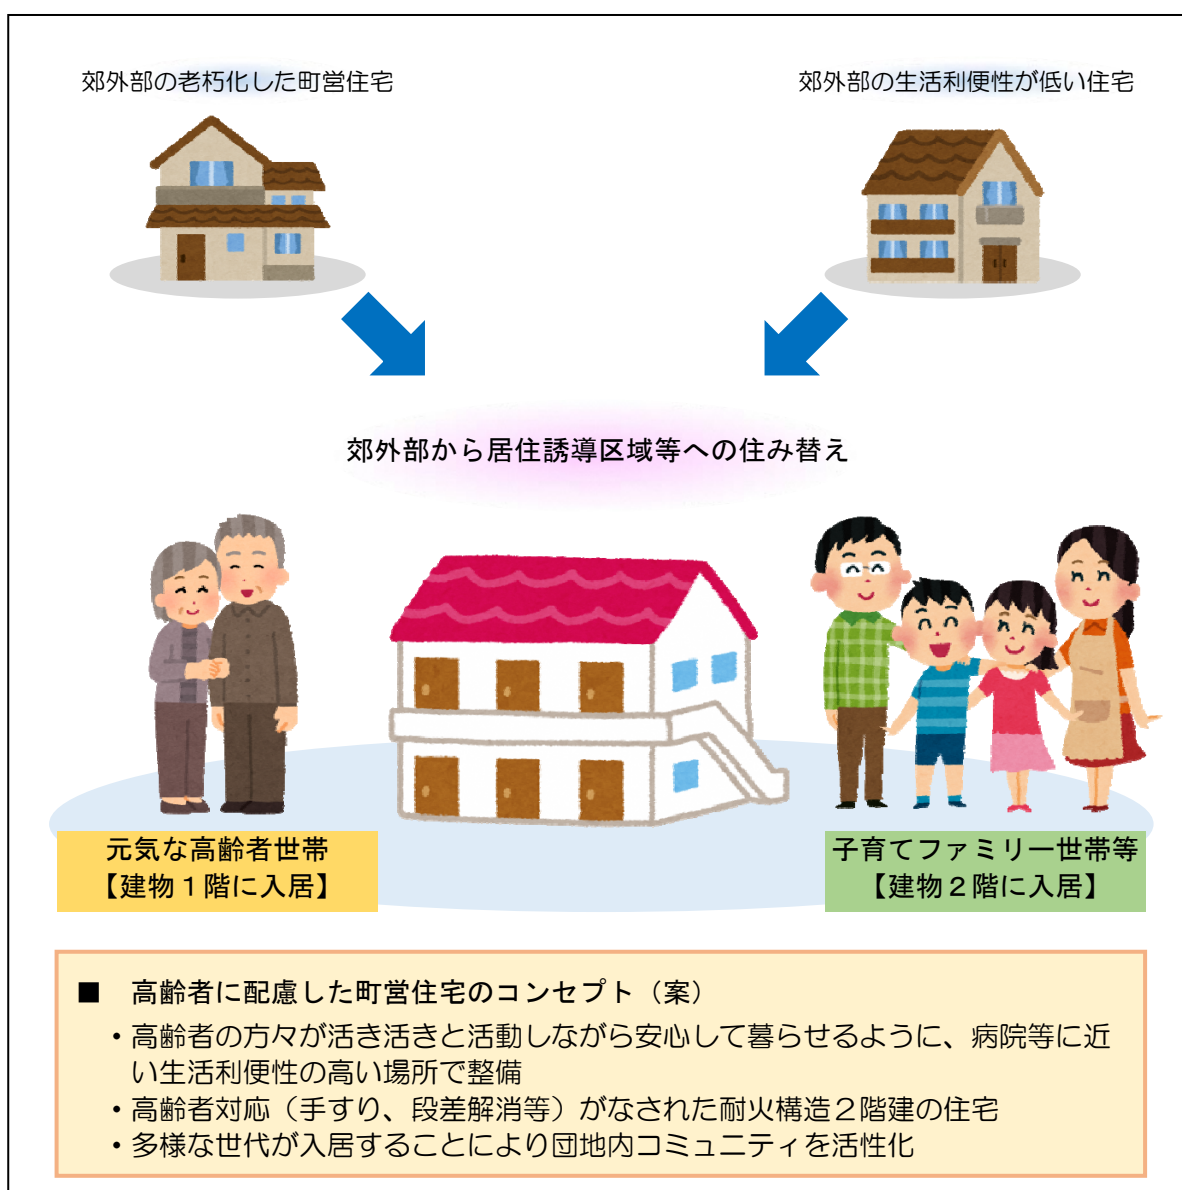 郊外部の老朽化した町営住宅
郊外部の生活利便性が低い住宅
郊外部から居住誘導区域等への住み替え
元気な高齢者世帯
【建物１階に入居】
子育てファミリー世帯等
【建物２階に入居】
■　高齢者に配慮した町営住宅のコンセプト（案）
・高齢者の方々が活き活きと活動しながら安心して暮らせるように、病院等に近
い生活利便性の高い場所で整備
・高齢者対応（手すり、段差解消等）がなされた耐火構造２階建の住宅
・多様な世代が入居することにより団地内コミュニティを活性化